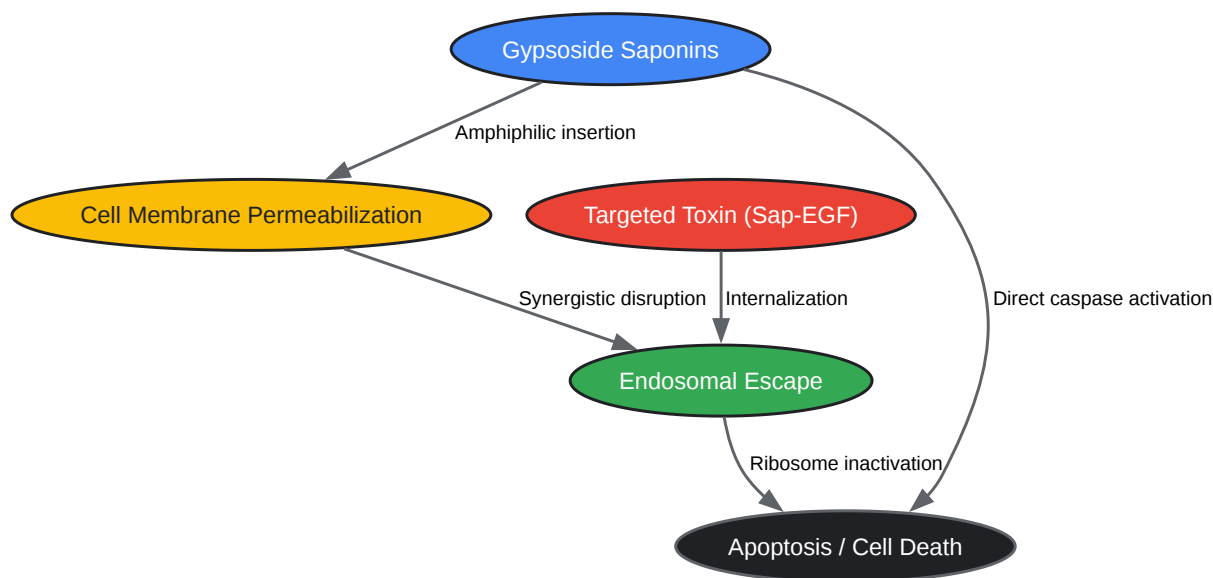 Gypsoside Saponins
Amphiphilic insertion
Cell Membrane Permeabilization
Targeted Toxin (Sap-EGF)
Synergistic disruption
Internalization
Direct caspase activation
Endosomal Escape
Ribosome inactivation
Apoptosis / Cell Death